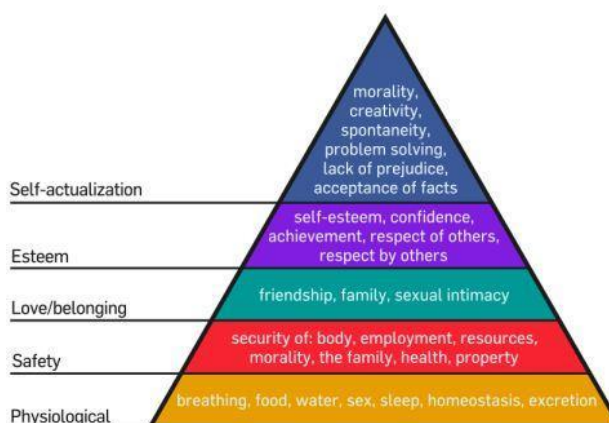 morality,
creativity,
spontaneity,
problem solving,
lack of prejudice,
acceptance of facts
Self-actualization
self-esteem, confidence,
achievement, respect of others,
respect by others
Esteem
friendship, family, sexual intimacy
Love/belonging
security of: body, employment, resources,
morality, the family, health, property
Safety
breathing, food, water, sex, sleep, homeostasis, excretion
Physiological